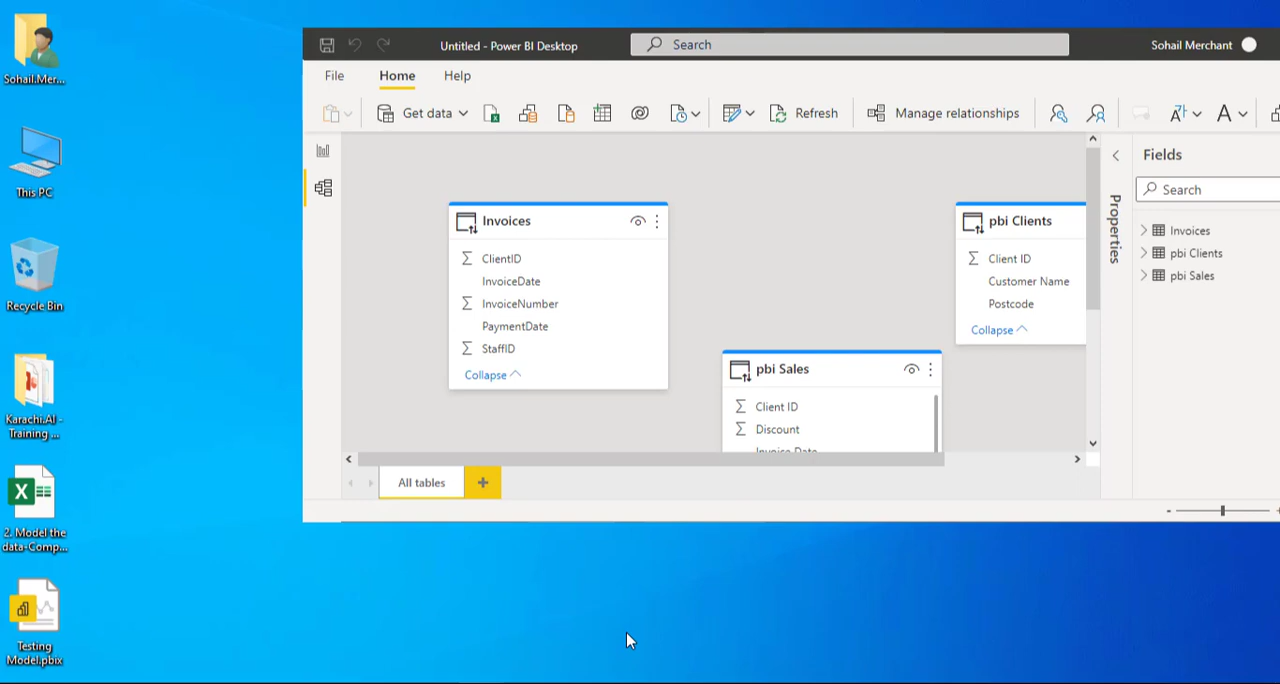 Sohail.Mer...
This PC
Recycle Bin
Karachi.AI -
Training ...
2. Model the
data-Comp...
Testing
Model.pbix
Untitled - Power BI Desktop
Search
Sohail Merchant
File
Home
Help
Get data
Refresh
Manage relationships
Invoices
ClientID
InvoiceDate
InvoiceNumber
PaymentDate
StaffID
Collapse
pbi Sales
Client ID
Discount
Invoice Date
pbi Clients
Client ID
Customer Name
Postcode
Collapse
Properties
Fields
Search
Invoices
pbi Clients
pbi Sales
All tables